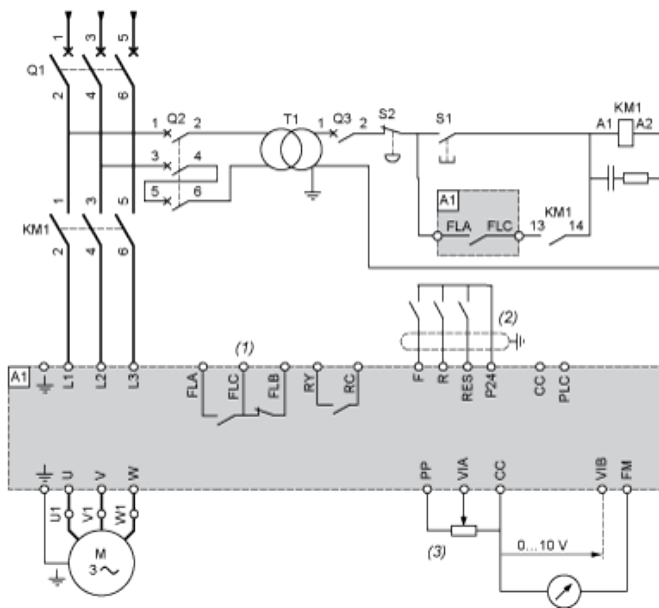 1 3 5
Q1
2 4 6
1 Q2 2
3 4
5 6
T1
1 Q3 2
S2
S1
KM1
A1 A2
A1
FLA FLC
KM1
13 14
1 3 5
KM1
2 4 6
(1)
(2)
A1
L1 L2 L3
FLA FLC FLB RY RC
F R RES P24
CC PLC
U V W
PP VIA CC VIB FM
U1 V1 W1
M
3
(3)
0...10 V